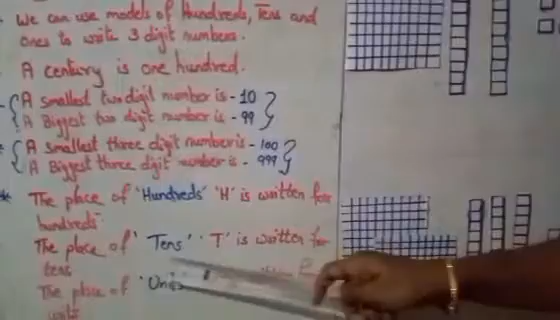 We can use models of Hundreds, Tens and
ones to write 3 digit numbers.
A century is one hundred.
A smallest two digit number is - 10
A Biggest two digit number is - 99
A smallest three digit number is - 100
A Biggest three digit number is - 999
The place of 'Hundreds' 'H' is written for
hundreds
The place of 'Tens' 'T' is written for
tens
The place of 'Units
units